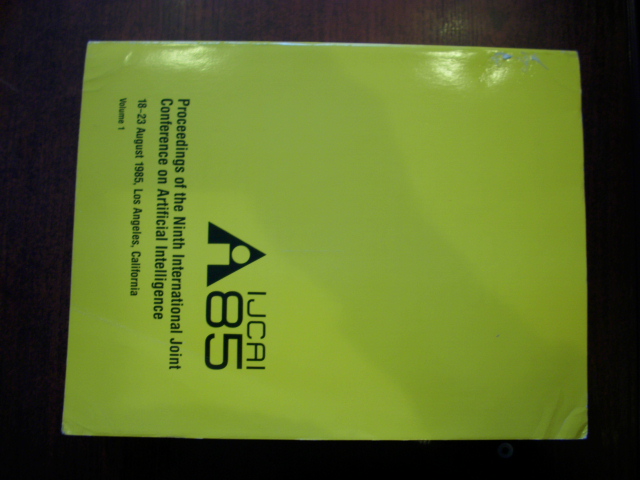 IJCAI
85
Proceedings of the Ninth International Joint
Conference on Artificial Intelligence
18-23 August 1985, Los Angeles, California
Volume 1